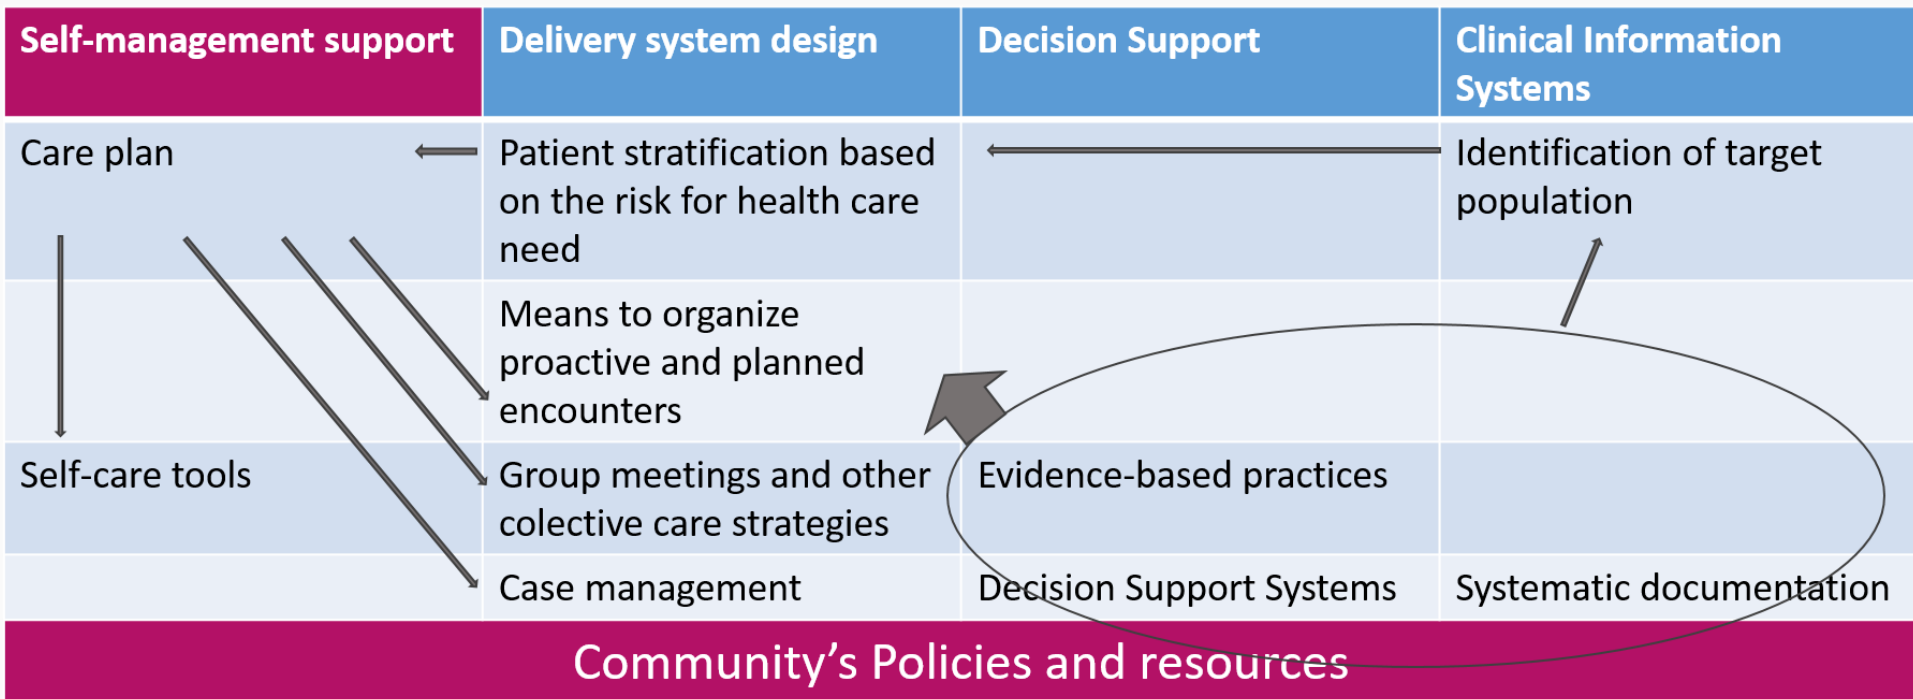 Self-management support
Delivery system design
Decision Support
Clinical Information
Systems
Care plan
Patient stratification based
on the risk for health care
need
Identification of target
population
Means to organize
proactive and planned
encounters
Self-care tools
Group meetings and other
colective care strategies
Evidence-based practices
Case management
Decision Support Systems
Systematic documentation
Community’s Policies and resources